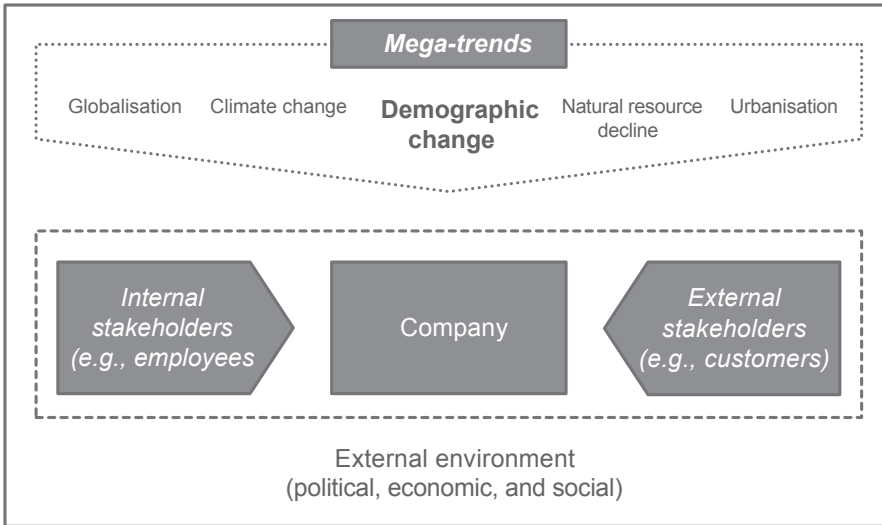 Mega-trends
Globalisation
Climate change
Demographic
change
Natural resource
decline
Urbanisation
Internal
stakeholders
(e.g., employees
Company
External
stakeholders
(e.g., customers)
External environment
(political, economic, and social)